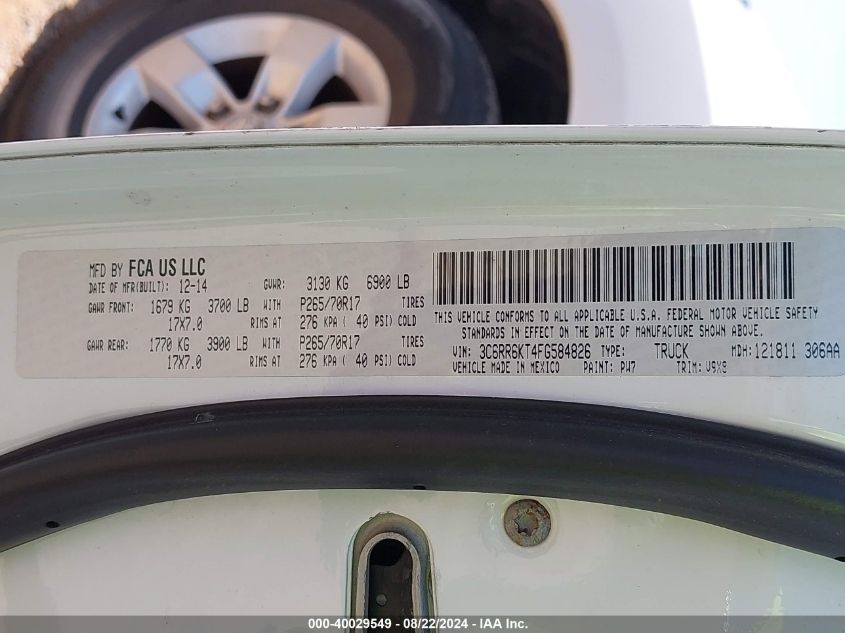 MFD BY FCA US LLC
DATE OF MFR(BUILT): 12-14 GVWR: 3130 KG 6900 LB
GAWR FRONT: 1679 KG 3700 LB WITH P265/70R17 TIRES
17X7.0 RIMS AT 276 KPA ( 40 PSI) COLD
GAWR REAR: 1770 KG 3900 LB WITH P265/70R17 TIRES
17X7.0 RIMS AT 276 KPA ( 40 PSI) COLD
THIS VEHICLE CONFORMS TO ALL APPLICABLE U.S.A. FEDERAL MOTOR VEHICLE SAFETY
STANDARDS IN EFFECT ON THE DATE OF MANUFACTURE SHOWN ABOVE.
VIN: 3C6RR6KT4FG584826 TYPE: TRUCK MDH: 121811 306AA
VEHICLE MADE IN MEXICO PAINT: PW7 TRIM: V9X8
000-40029549 - 08/22/2024 - IAA Inc.